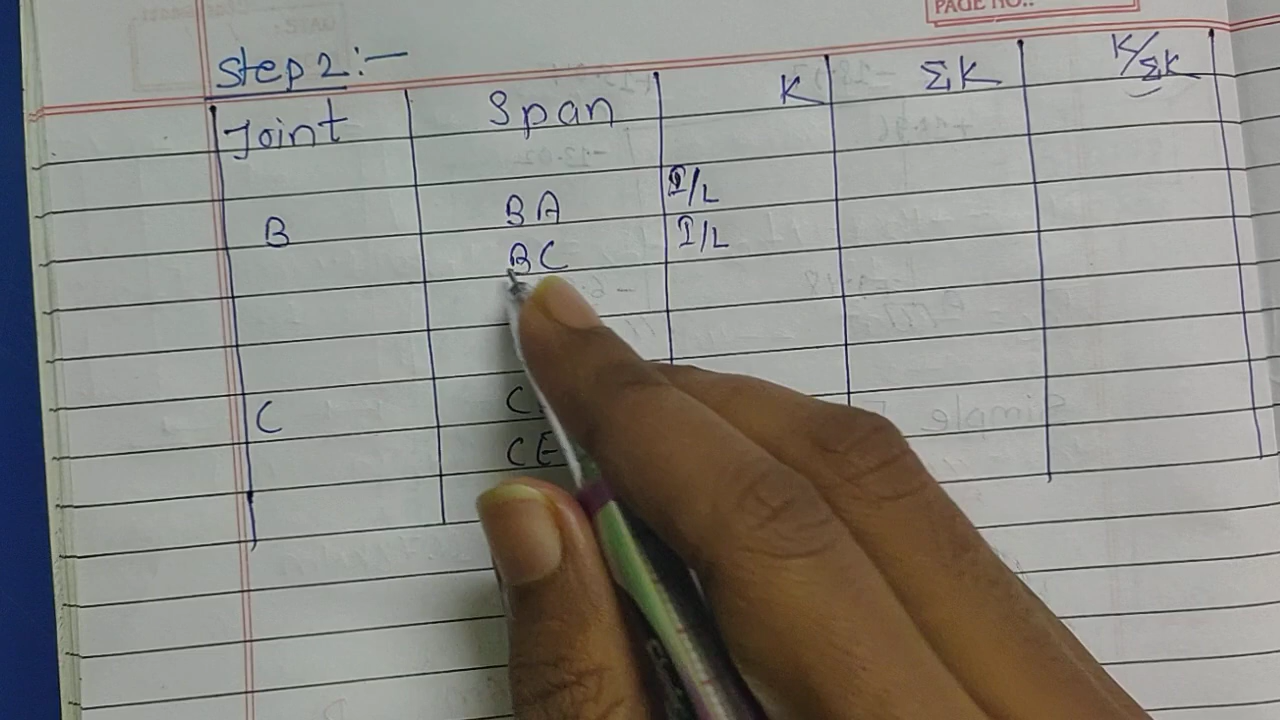 PAGE NO.:
Step 2:-
Joint Span K ΣK K/ΣK
B BA I/L
BC I/L
C
CE